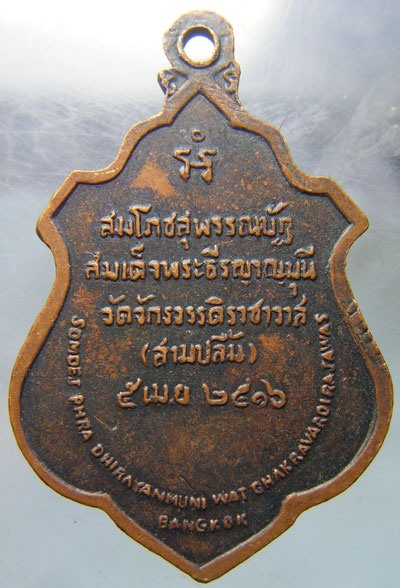 สมโภชสุพรรณบัฏ
สมเด็จพระธีรญาณมุนี
วัดจักรวรรดิราชาวาส
(สามปลื้ม)
๕ เม.ย ๒๕๑๖
SOMDET PHRA DHIRAYANMUNI WAT CHAKRAVARDIRAJAWAS
BANGKOK